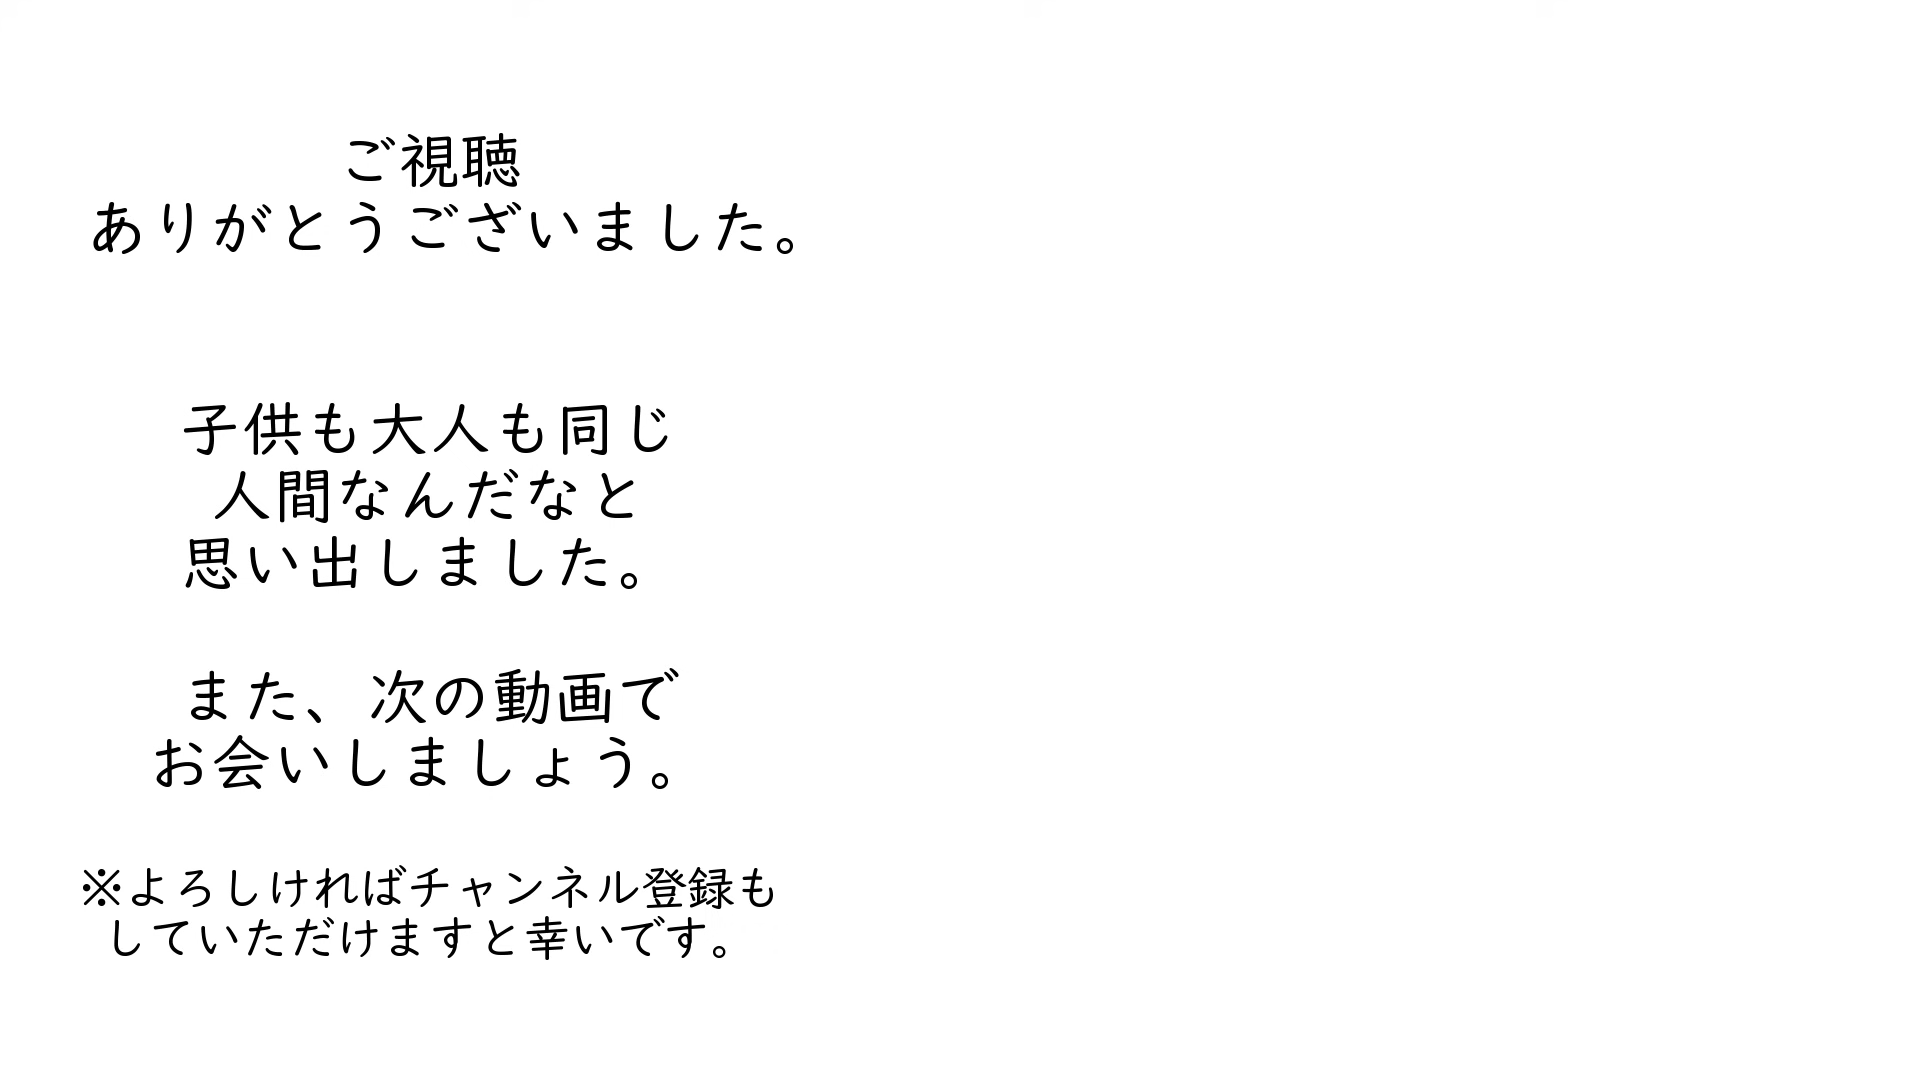 ご視聴
ありがとうございました。
子供も大人も同じ
人間なんだなと
思い出しました。
また、次の動画で
お会いしましょう。
※よろしければチャンネル登録も
していただけますと幸いです。